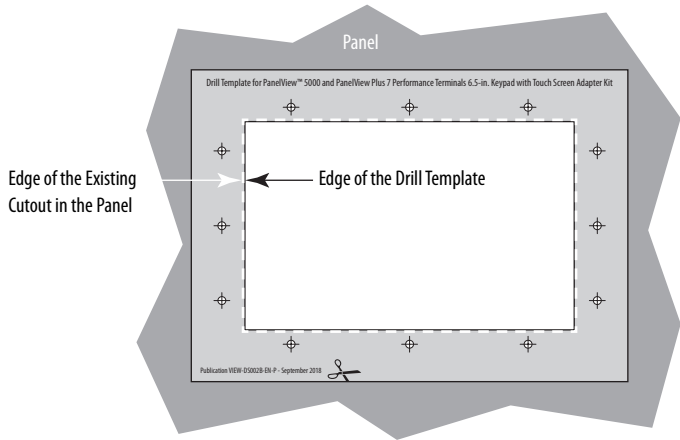 Panel
Drill Template for PanelView™ 5000 and PanelView Plus 7 Performance Terminals 6.5-in. Keypad with Touch Screen Adapter Kit
Edge of the Existing
Cutout in the Panel
Edge of the Drill Template
Publication VIEW-DS002B-EN-P - September 2018